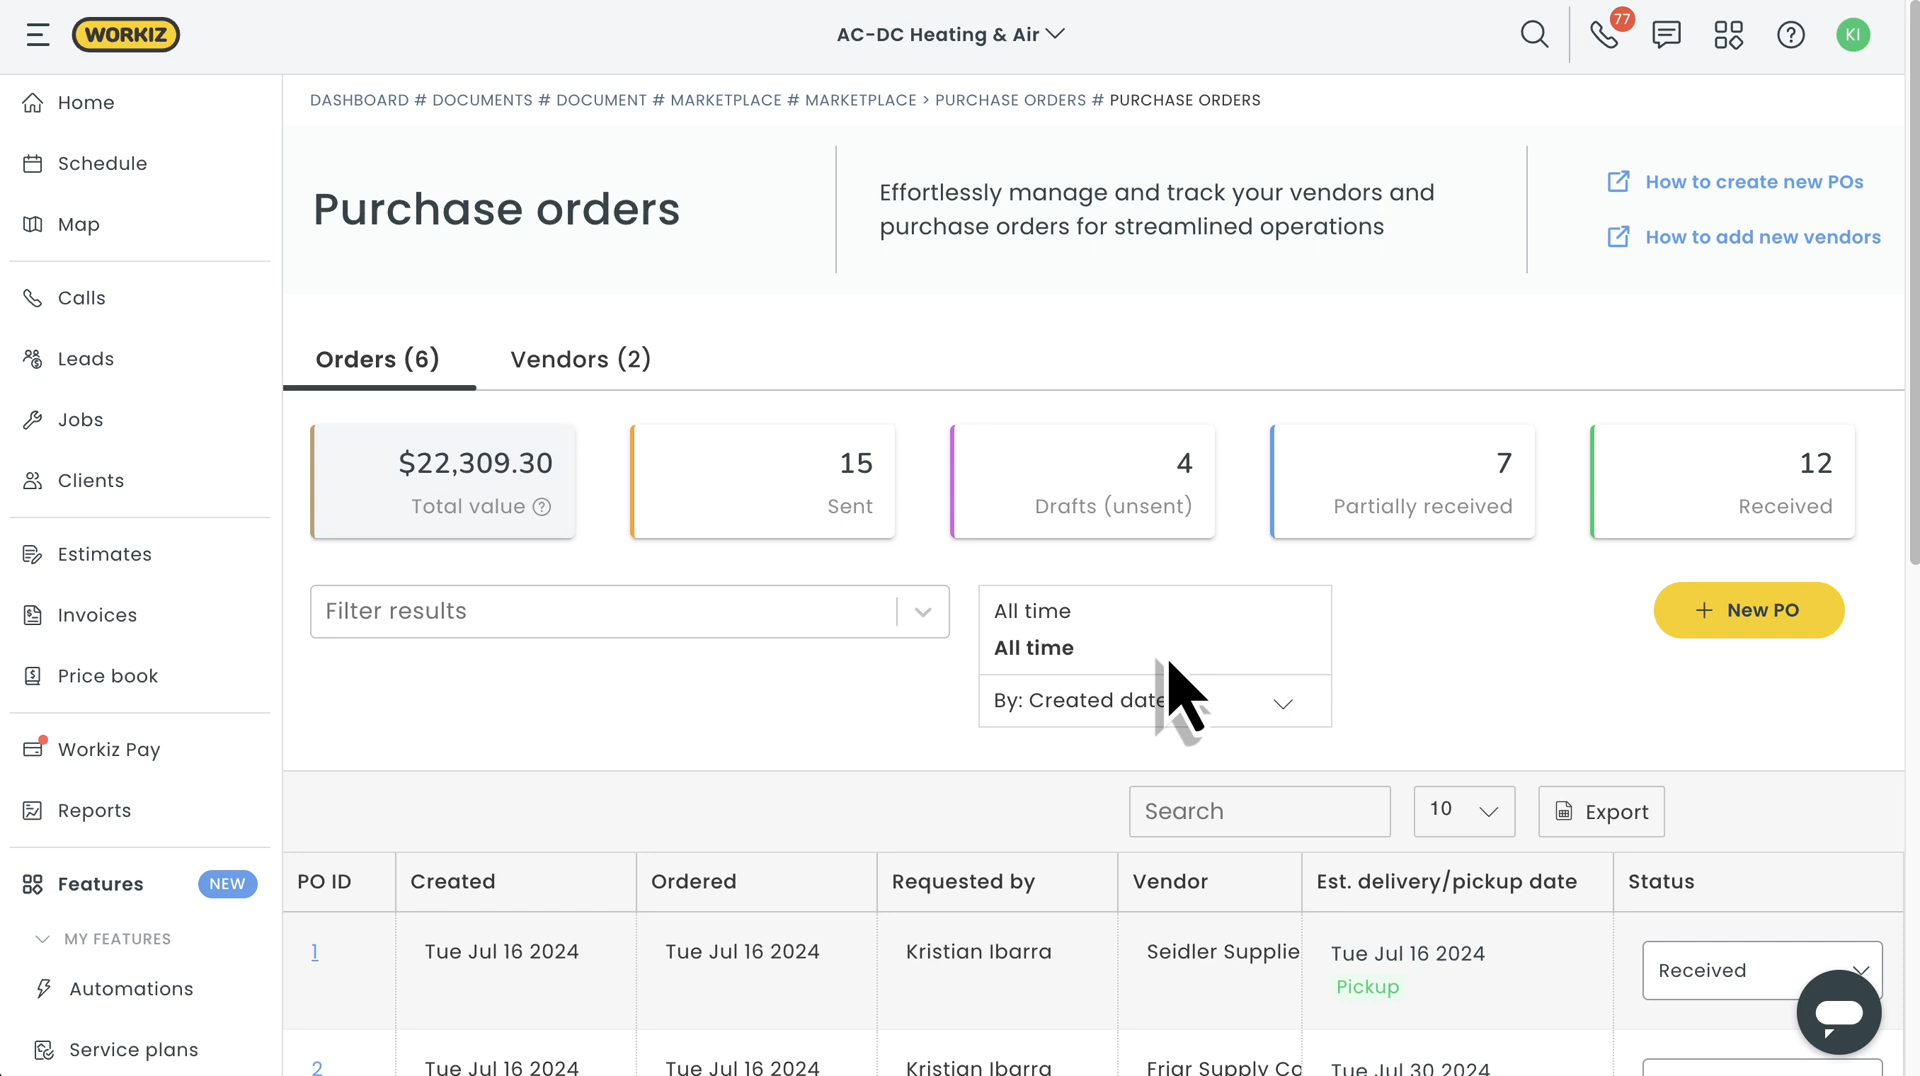 WORKIZ
AC-DC Heating & Air
77
KI
Home
Schedule
Map
Calls
Leads
Jobs
Clients
Estimates
Invoices
Price book
Workiz Pay
Reports
Features
NEW
MY FEATURES
Automations
Service plans
DASHBOARD # DOCUMENTS # DOCUMENT # MARKETPLACE # MARKETPLACE > PURCHASE ORDERS # PURCHASE ORDERS
Purchase orders
Effortlessly manage and track your vendors and
purchase orders for streamlined operations
How to create new POs
How to add new vendors
Orders (6)
Vendors (2)
$22,309.30
Total value
15
Sent
4
Drafts (unsent)
7
Partially received
12
Received
Filter results
All time
All time
By: Created date
+ New PO
Search
10
Export
PO ID
Created
Ordered
Requested by
Vendor
Est. delivery/pickup date
Status
1
Tue Jul 16 2024
Tue Jul 16 2024
Kristian Ibarra
Seidler Supplie
Tue Jul 16 2024
Pickup
Received
2
Tue Jul 16 2024
Tue Jul 16 2024
Kristian Ibarra
Friar Supply Co
Tue Jul 30 2024